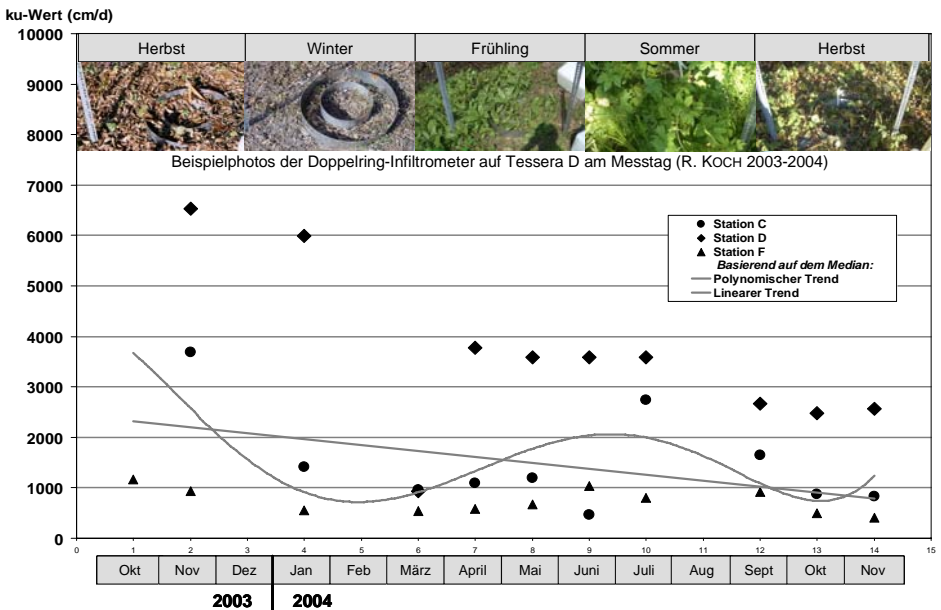 ku-Wert (cm/d)
10000
9000
8000
7000
6000
5000
4000
3000
2000
1000
0
Herbst Winter Frühling Sommer Herbst
Beispielphotos der Doppelring-Infiltrometer auf Tessera D am Messtag (R. KOCH 2003-2004)
Station C
Station D
Station F
Basierend auf dem Median:
Polynomischer Trend
Linearer Trend
0 1 2 3 4 5 6 7 8 9 10 11 12 13 14 15
Okt Nov Dez Jan Feb März April Mai Juni Juli Aug Sept Okt Nov
2003 2004